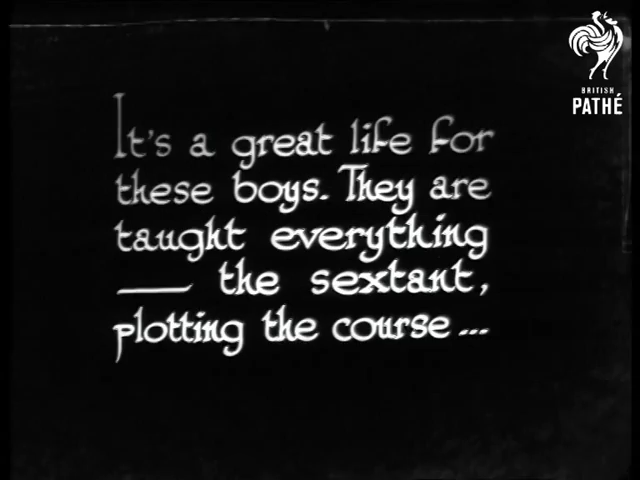 BRITISH
PATHÉ
It's a great life for
these boys. They are
taught everything
— the sextant,
plotting the course ...